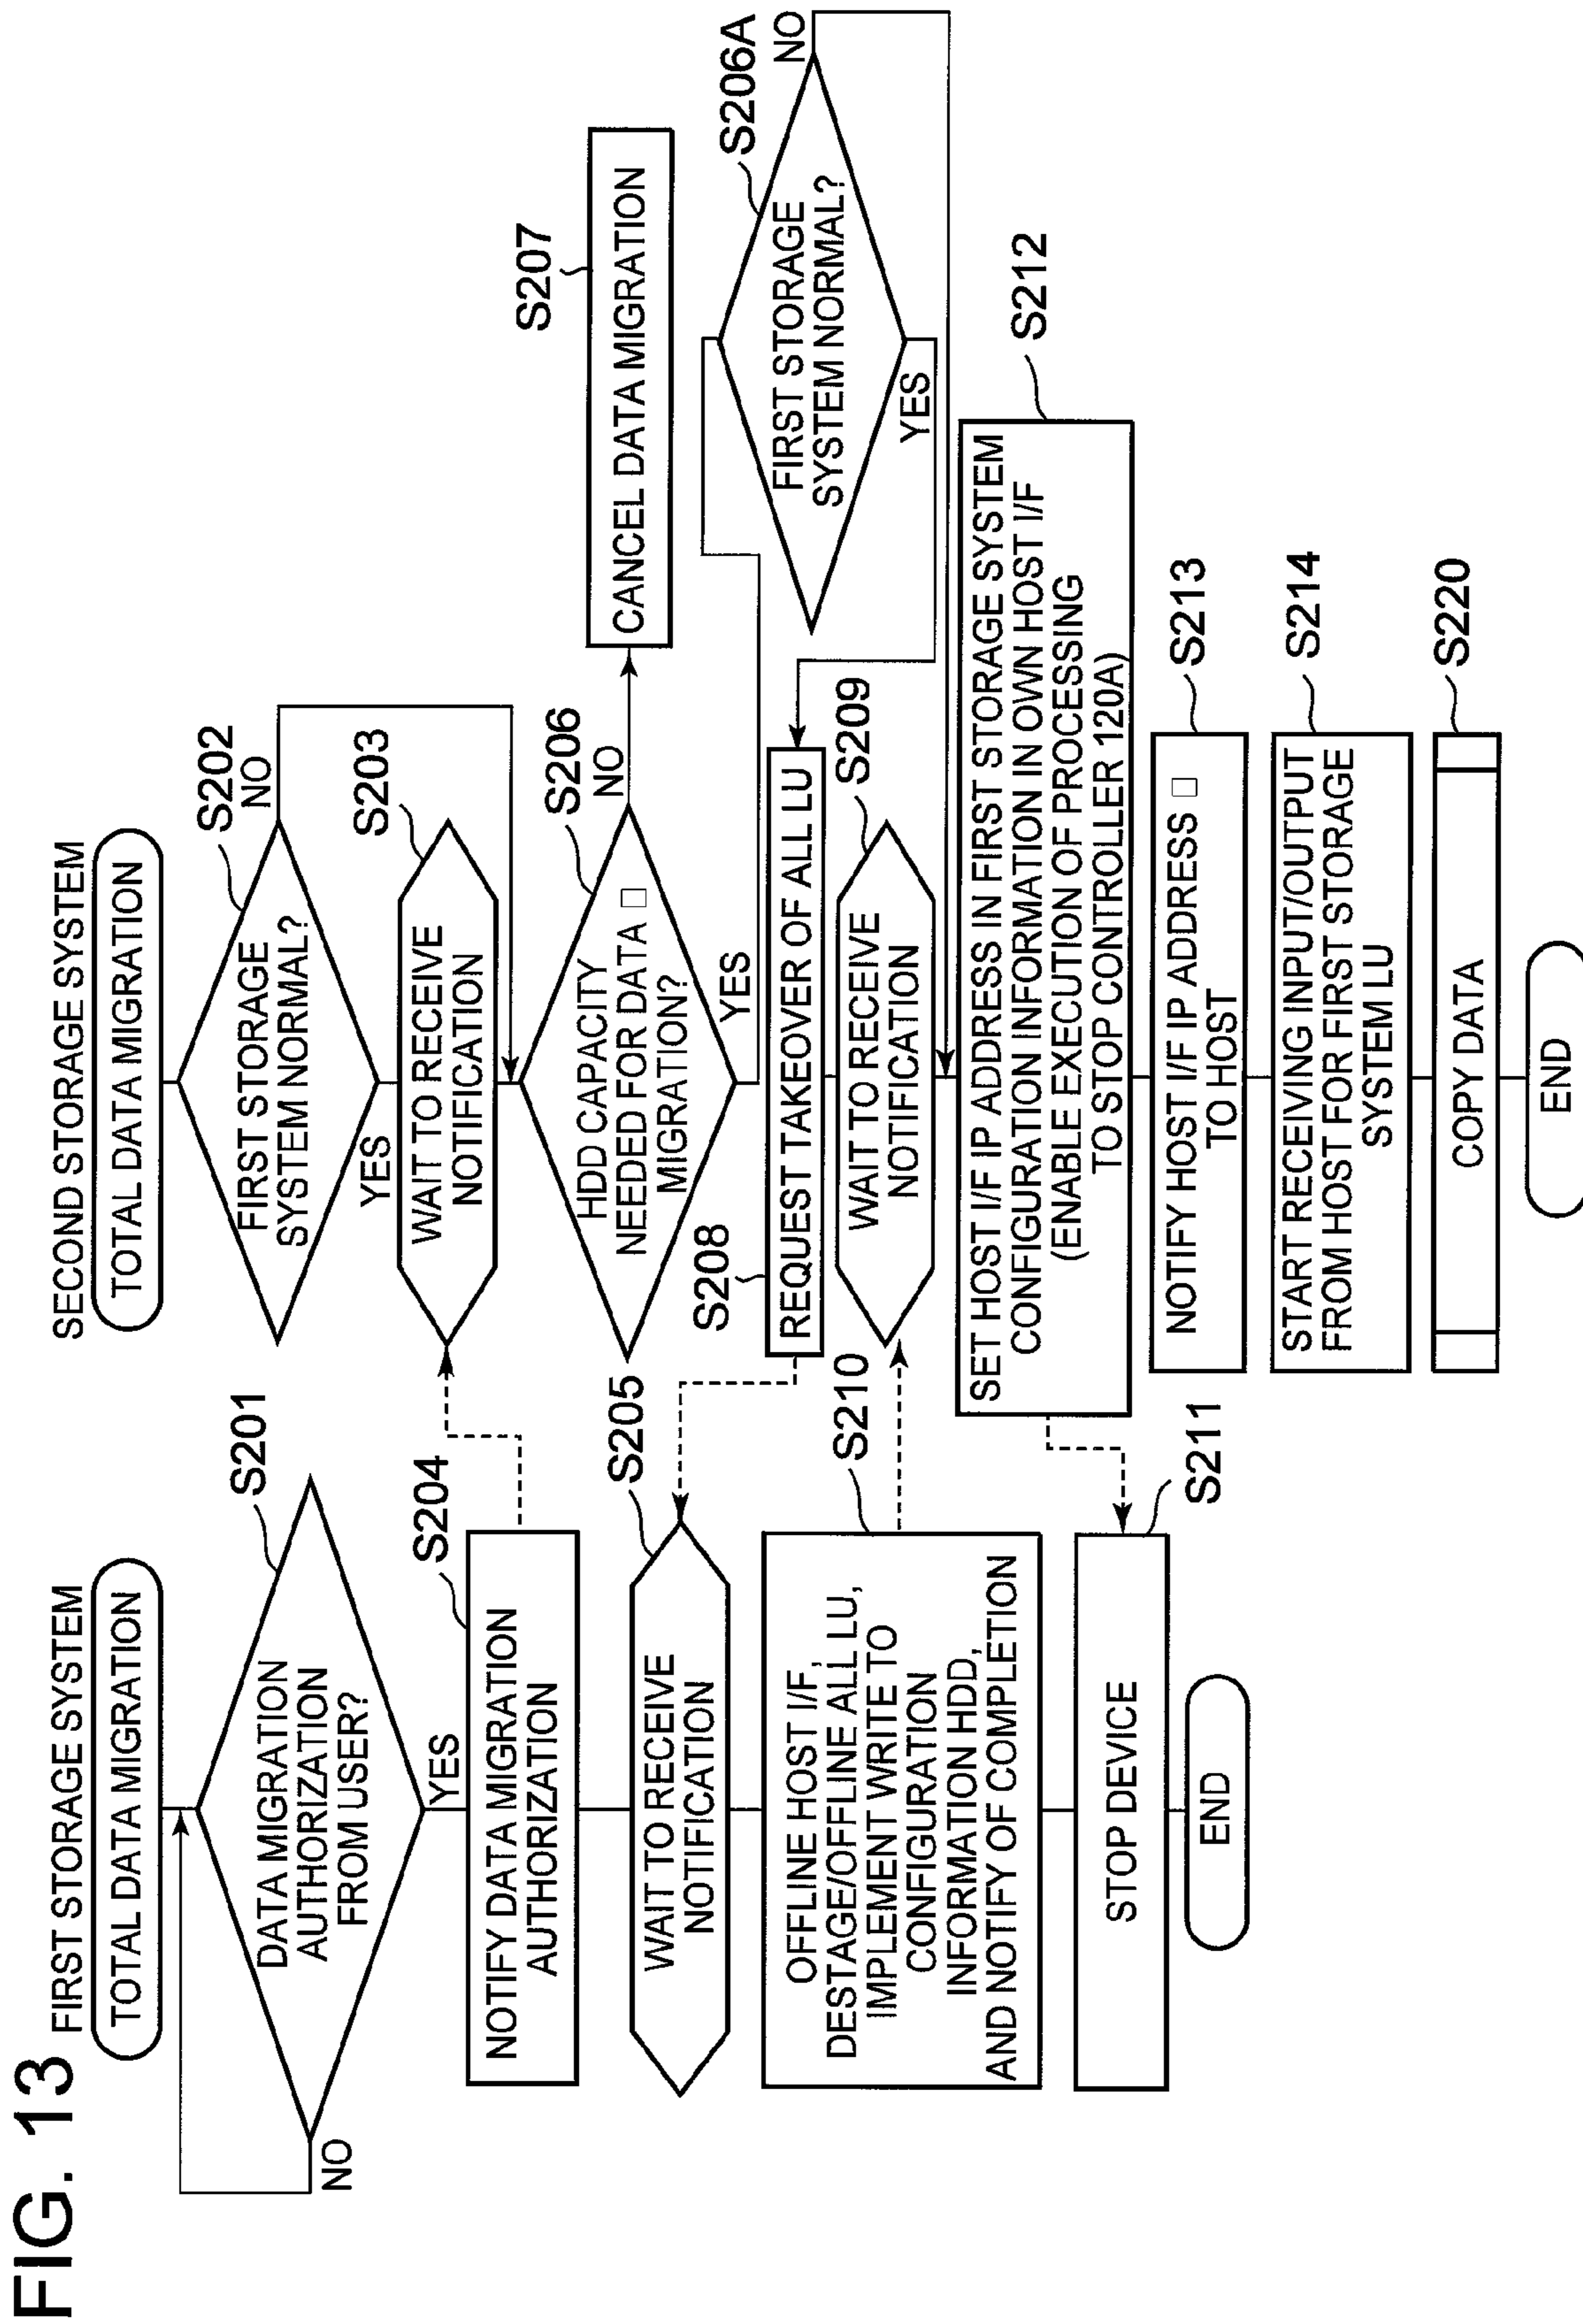 FIG. 13
FIRST STORAGE SYSTEM
TOTAL DATA MIGRATION
S201
DATA MIGRATION
AUTHORIZATION
FROM USER?
NO
YES
S204
NOTIFY DATA MIGRATION
AUTHORIZATION
S205
WAIT TO RECEIVE
NOTIFICATION
S210
OFFLINE HOST I/F,
DESTAGE/OFFLINE ALL LU,
IMPLEMENT WRITE TO
CONFIGURATION
INFORMATION HDD,
AND NOTIFY OF COMPLETION
S211
STOP DEVICE
END
SECOND STORAGE SYSTEM
TOTAL DATA MIGRATION
S202
FIRST STORAGE
SYSTEM NORMAL?
NO
YES
S203
WAIT TO RECEIVE
NOTIFICATION
S206
HDD CAPACITY
NEEDED FOR DATA □
MIGRATION?
NO
YES
S207
CANCEL DATA MIGRATION
S206A
FIRST STORAGE
SYSTEM NORMAL?
NO
YES
S208
REQUEST TAKEOVER OF ALL LU
S209
WAIT TO RECEIVE
NOTIFICATION
S212
SET HOST I/F IP ADDRESS IN FIRST STORAGE SYSTEM
CONFIGURATION INFORMATION IN OWN HOST I/F
(ENABLE EXECUTION OF PROCESSING
TO STOP CONTROLLER 120A)
S213
NOTIFY HOST I/F IP ADDRESS □
TO HOST
S214
START RECEIVING INPUT/OUTPUT
FROM HOST FOR FIRST STORAGE
SYSTEM LU
S220
COPY DATA
END